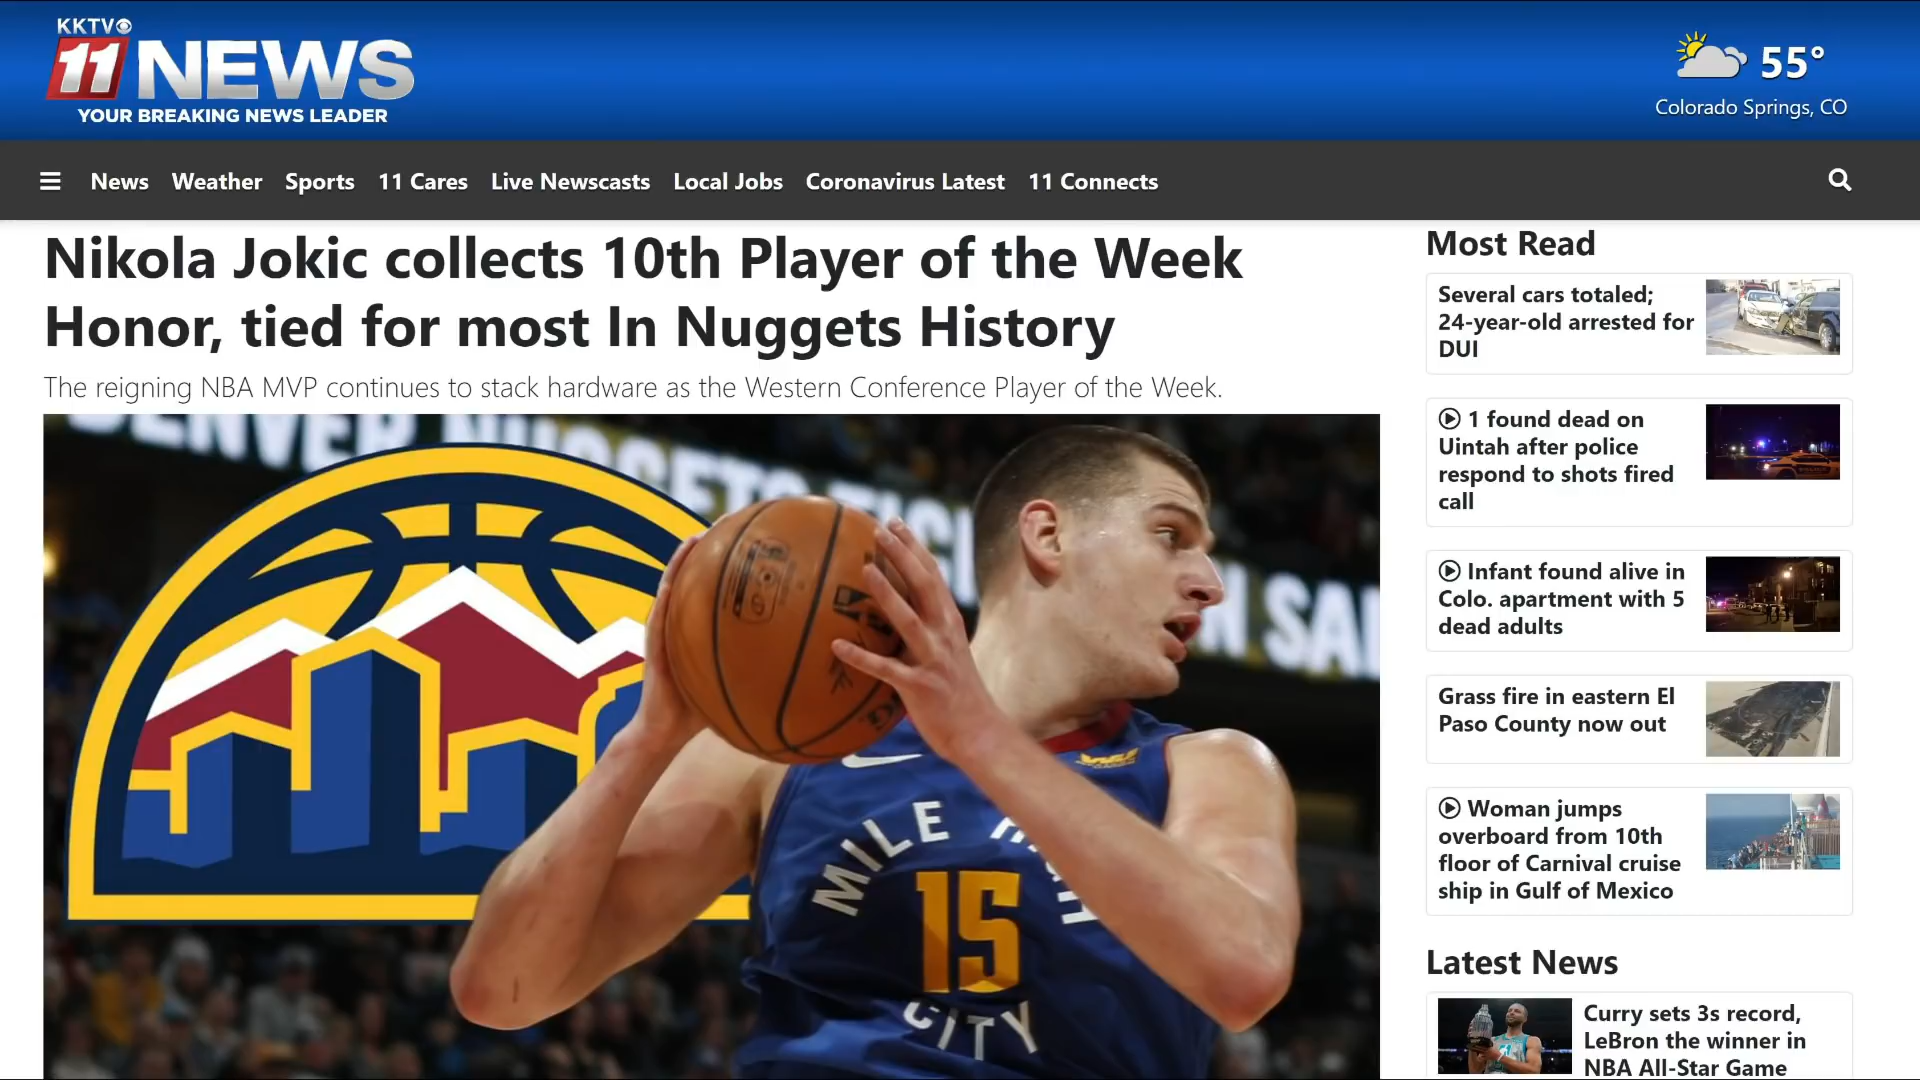 KKTV
11 NEWS
YOUR BREAKING NEWS LEADER
55°
Colorado Springs, CO
News Weather Sports 11 Cares Live Newscasts Local Jobs Coronavirus Latest 11 Connects
Nikola Jokic collects 10th Player of the Week
Honor, tied for most In Nuggets History
The reigning NBA MVP continues to stack hardware as the Western Conference Player of the Week.
DENVER NUGGETS
MILE
15
CITY
Most Read
Several cars totaled;
24-year-old arrested for
DUI
1 found dead on
Uintah after police
respond to shots fired
call
Infant found alive in
Colo. apartment with 5
dead adults
Grass fire in eastern El
Paso County now out
Woman jumps
overboard from 10th
floor of Carnival cruise
ship in Gulf of Mexico
Latest News
Curry sets 3s record,
LeBron the winner in
NBA All-Star Game